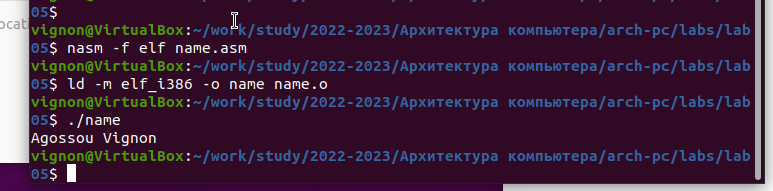 ocati
05$
vignon@VirtualBox:~/work/study/2022-2023/Архитектура компьютера/arch-pc/labs/lab
05$ nasm -f elf name.asm
vignon@VirtualBox:~/work/study/2022-2023/Архитектура компьютера/arch-pc/labs/lab
05$ ld -m elf_i386 -o name name.o
vignon@VirtualBox:~/work/study/2022-2023/Архитектура компьютера/arch-pc/labs/lab
05$ ./name
Agossou Vignon
vignon@VirtualBox:~/work/study/2022-2023/Архитектура компьютера/arch-pc/labs/lab
05$